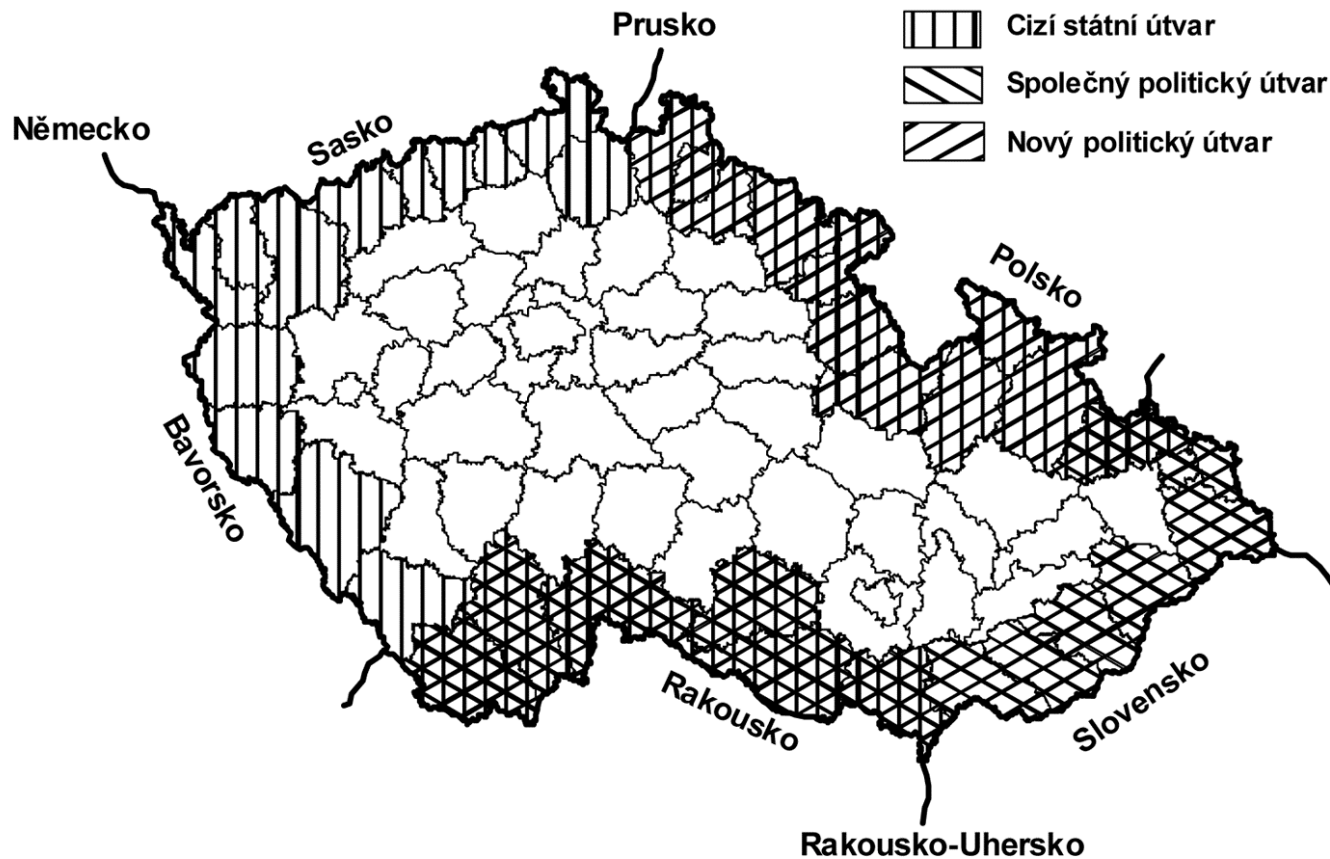 Prusko
Cizí státní útvar
Společný politický útvar
Nový politický útvar
Německo
Sasko
Polsko
Bavorsko
Rakousko
Slovensko
Rakousko-Uhersko